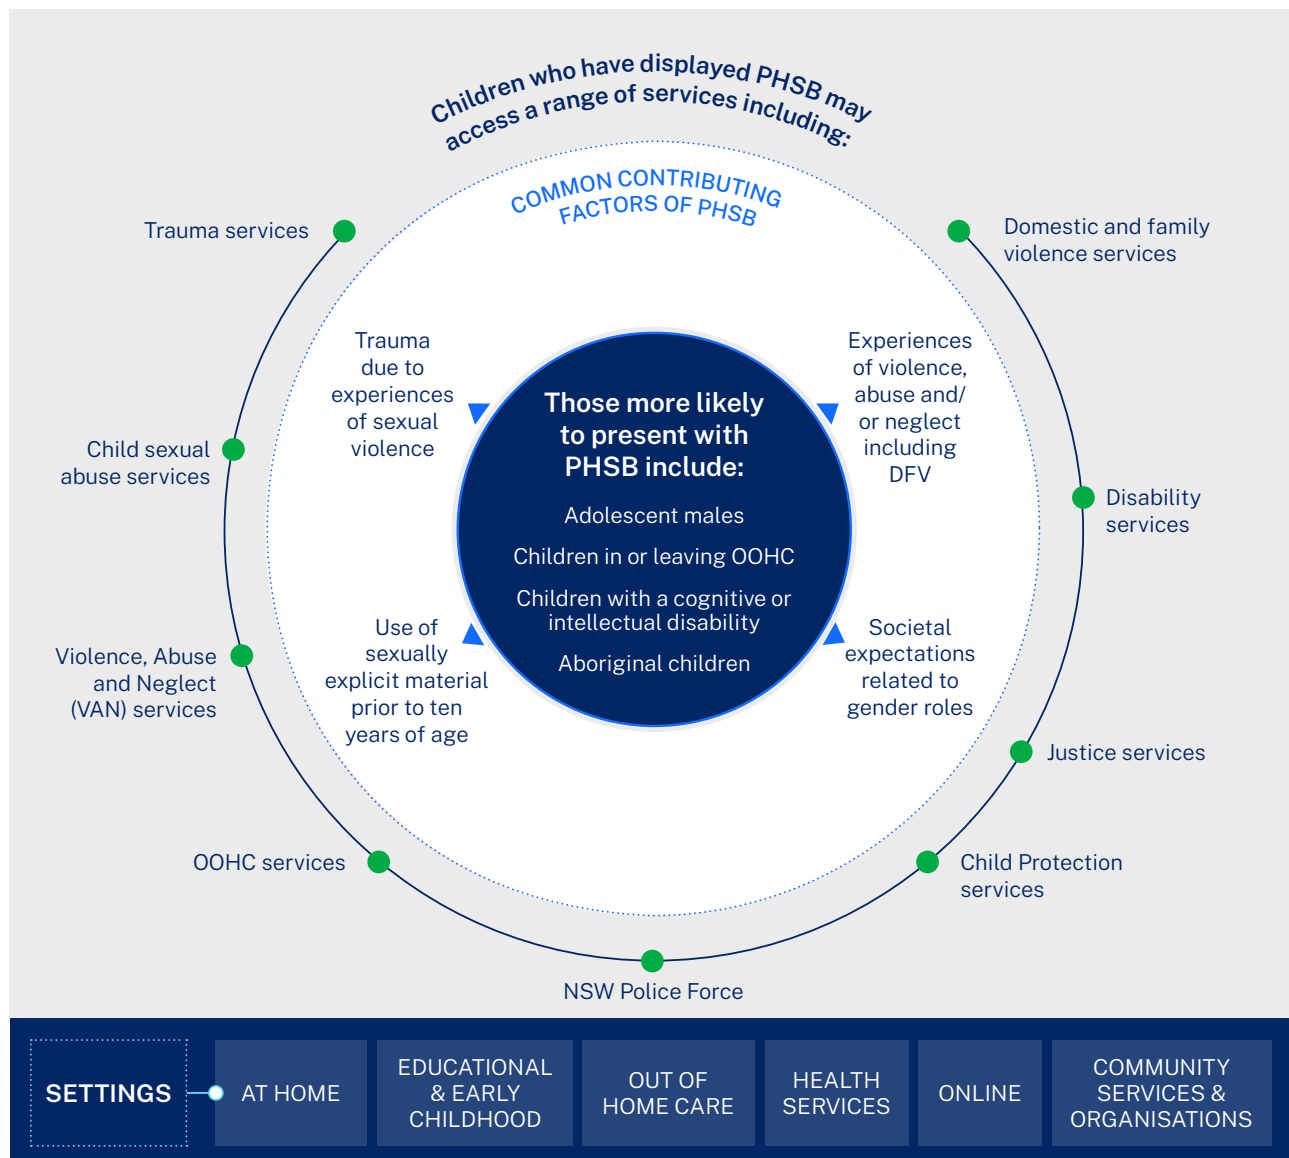 Children who have displayed PHSB may
access a range of services including:
COMMON CONTRIBUTING
FACTORS OF PHSB
Trauma services
Child sexual
abuse services
Violence, Abuse
and Neglect
(VAN) services
OOHC services
NSW Police Force
Domestic and family
violence services
Disability
services
Justice services
Child Protection
services
Trauma
due to
experiences
of sexual
violence
Experiences
of violence,
abuse and/
or neglect
including
DFV
Use of
sexually
explicit material
prior to ten
years of age
Societal
expectations
related to
gender roles
Those more likely
to present with
PHSB include:
Adolescent males
Children in or leaving OOHC
Children with a cognitive or
intellectual disability
Aboriginal children
SETTINGS
AT HOME
EDUCATIONAL
& EARLY
CHILDHOOD
OUT OF
HOME CARE
HEALTH
SERVICES
ONLINE
COMMUNITY
SERVICES &
ORGANISATIONS